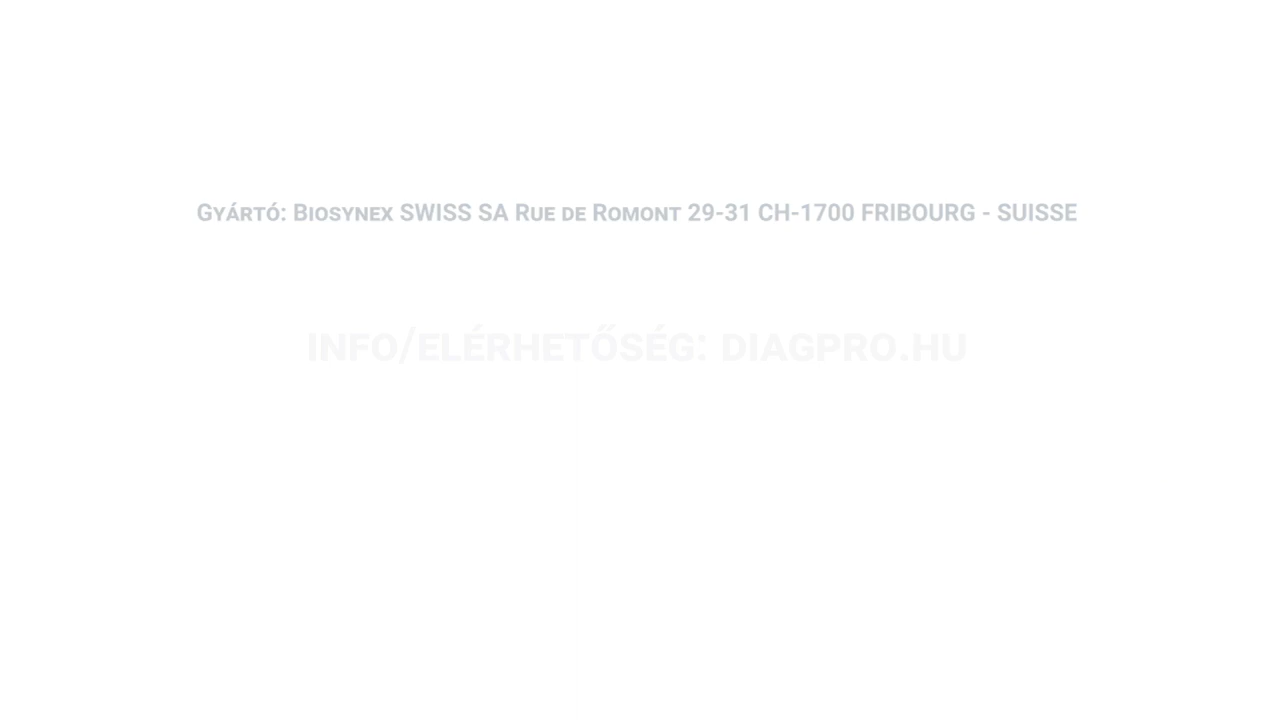 Gyártó: Biosynex SWISS SA Rue de Romont 29-31 CH-1700 FRIBOURG - SUISSE
INFO/ELÉRHETŐSÉG: DIAGPRO.HU